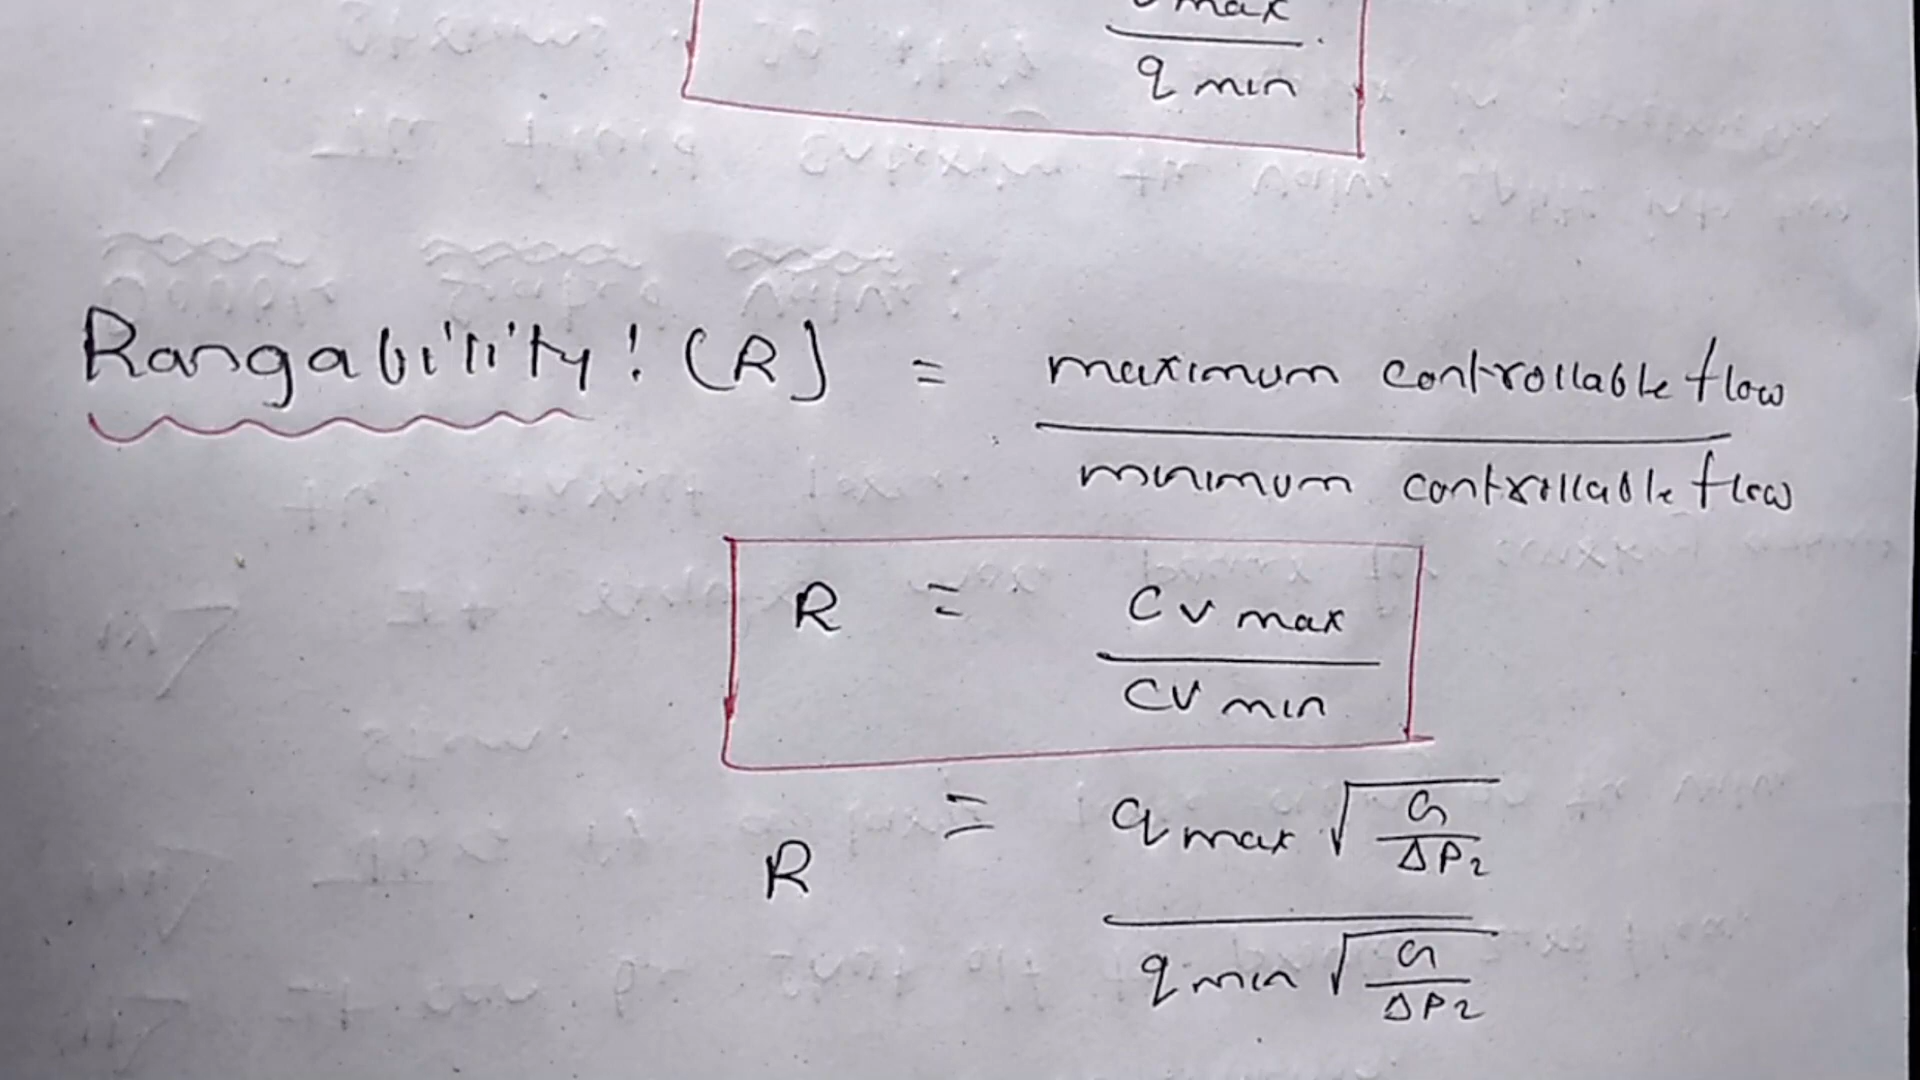 max
q min
Rangability: (R) = maximum controllable flow
minimum controllable flow
R = Cv max
Cv min
R = q max √ G
ΔP2
q min √ G
ΔP2